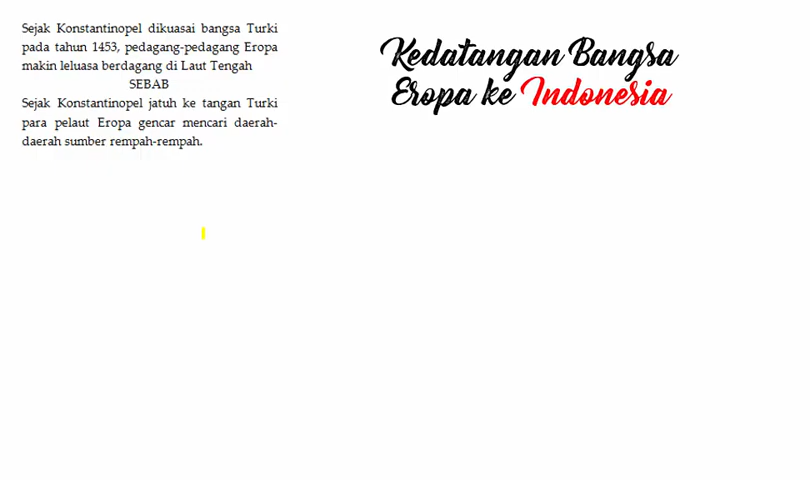 Sejak Konstantinopel dikuasai bangsa Turki
pada tahun 1453, pedagang-pedagang Eropa
makin leluasa berdagang di Laut Tengah
SEBAB
Sejak Konstantinopel jatuh ke tangan Turki
para pelaut Eropa gencar mencari daerah-
daerah sumber rempah-rempah.
Kedatangan Bangsa
Eropa ke Indonesia